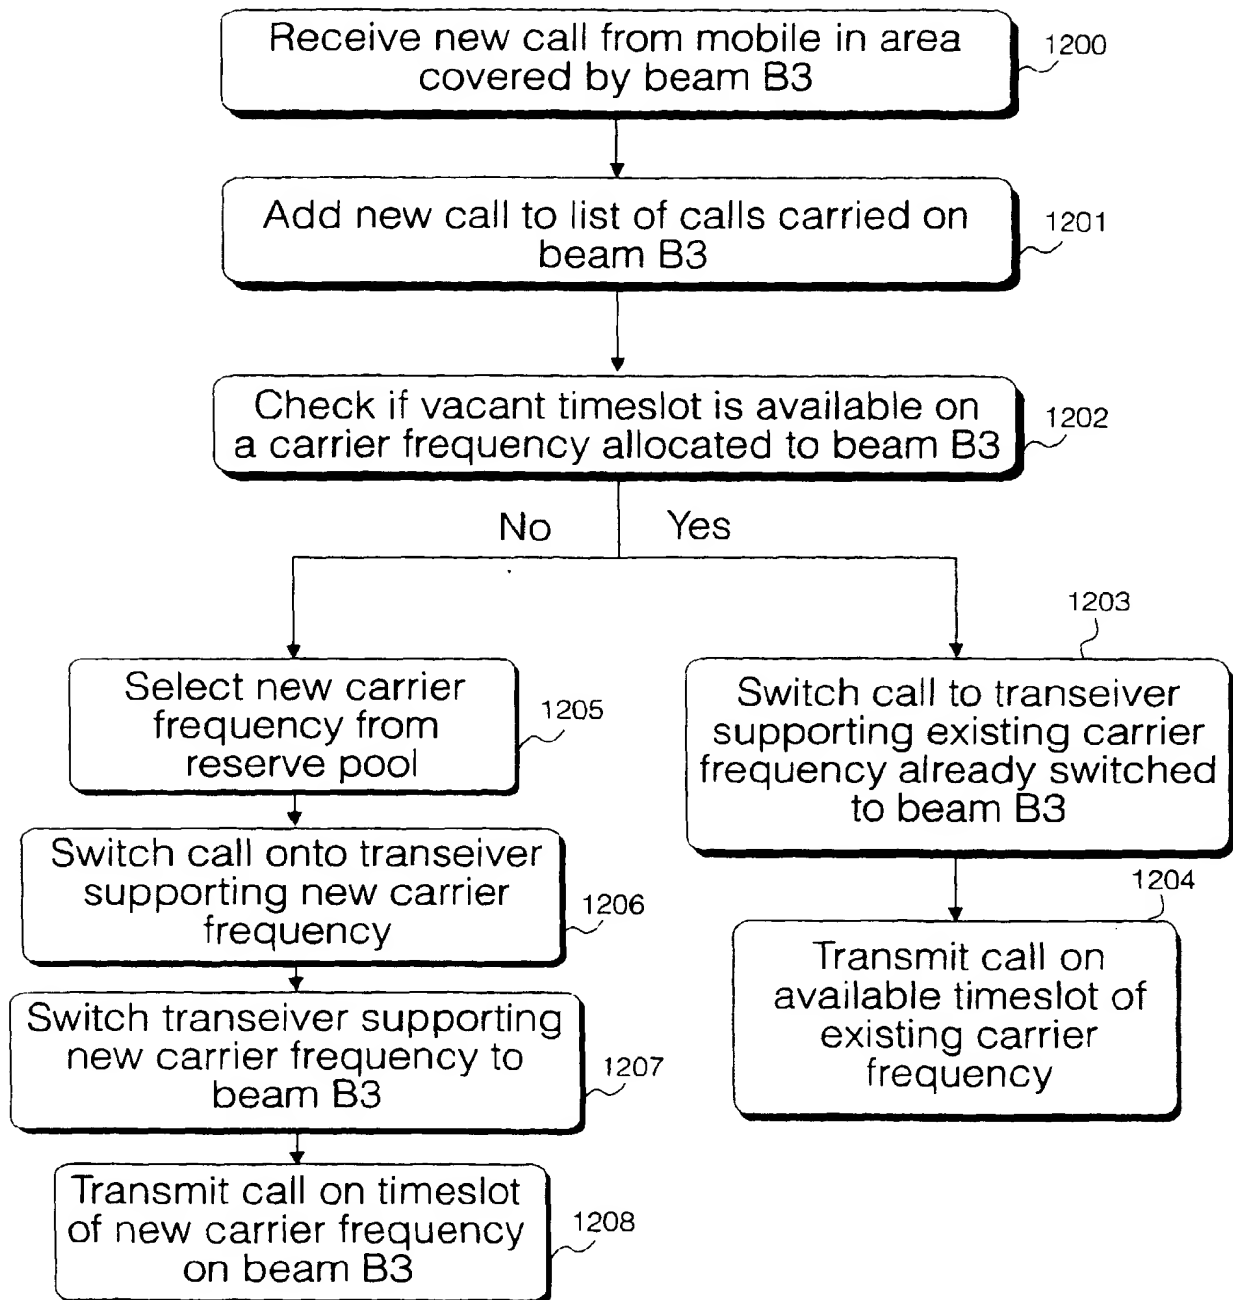 Receive new call from mobile in area
covered by beam B3
1200
Add new call to list of calls carried on
beam B3
1201
Check if vacant timeslot is available on
a carrier frequency allocated to beam B3
1202
No
Yes
1203
Select new carrier
frequency from
reserve pool
1205
Switch call to transeiver
supporting existing carrier
frequency already switched
to beam B3
Switch call onto transeiver
supporting new carrier
frequency
1206
1204
Transmit call on
available timeslot of
existing carrier
frequency
Switch transeiver supporting
new carrier frequency to
beam B3
1207
Transmit call on timeslot
of new carrier frequency
on beam B3
1208